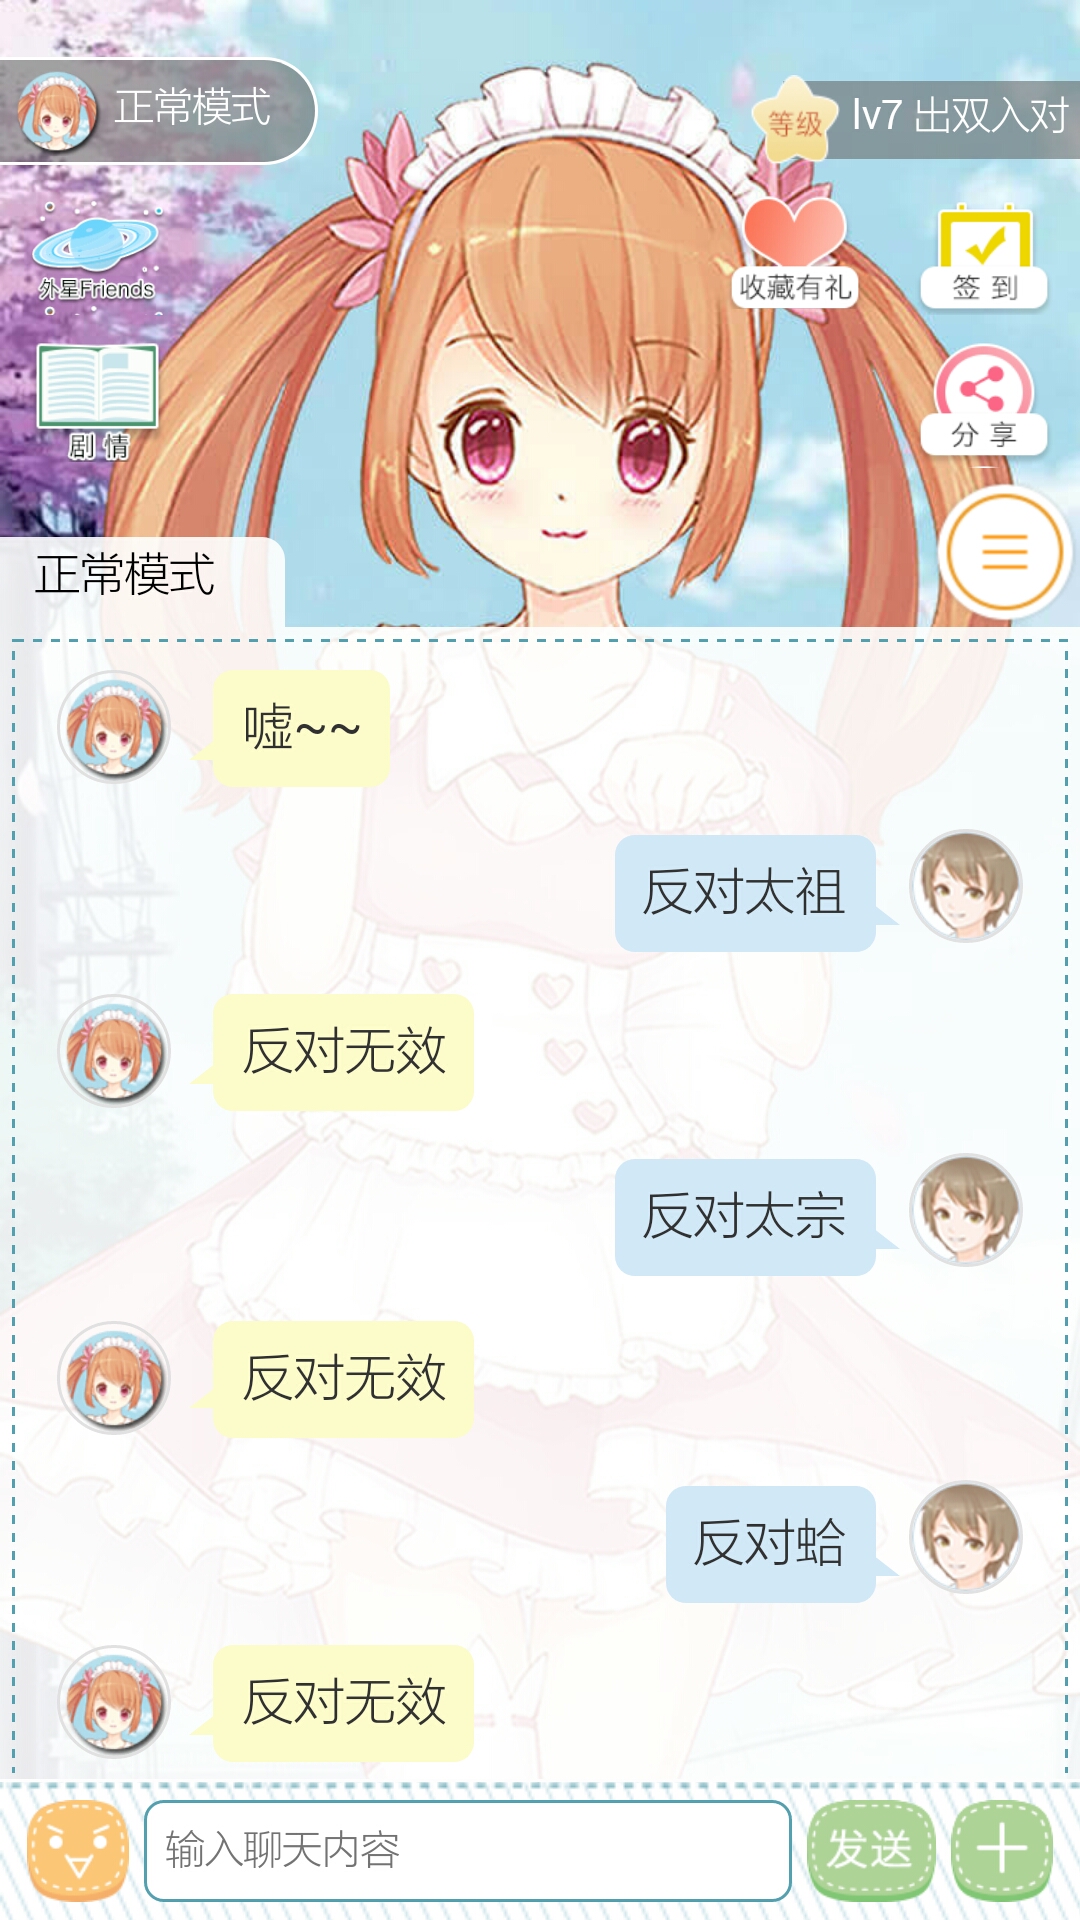 正常模式
等级 lv7 出双入对
外星Friends
收藏有礼
签到
剧情
分享
正常模式
嘘~~
反对太祖
反对无效
反对太宗
反对无效
反对蛤
反对无效
输入聊天内容
发送